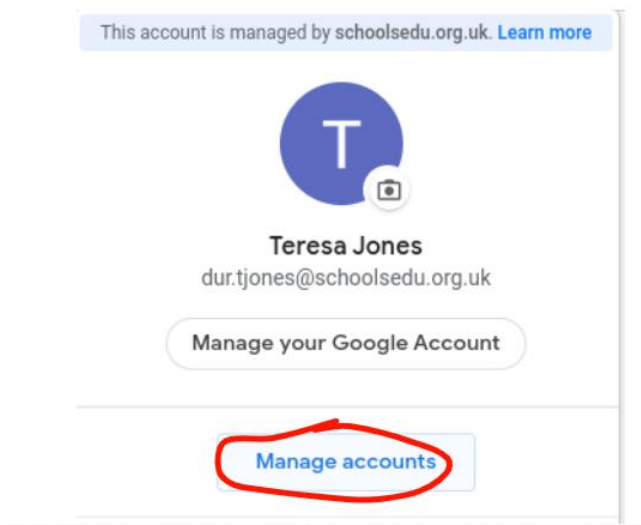 This account is managed by schoolsedu.org.uk. Learn more
T
Teresa Jones
dur.tjones@schoolsedu.org.uk
Manage your Google Account
Manage accounts